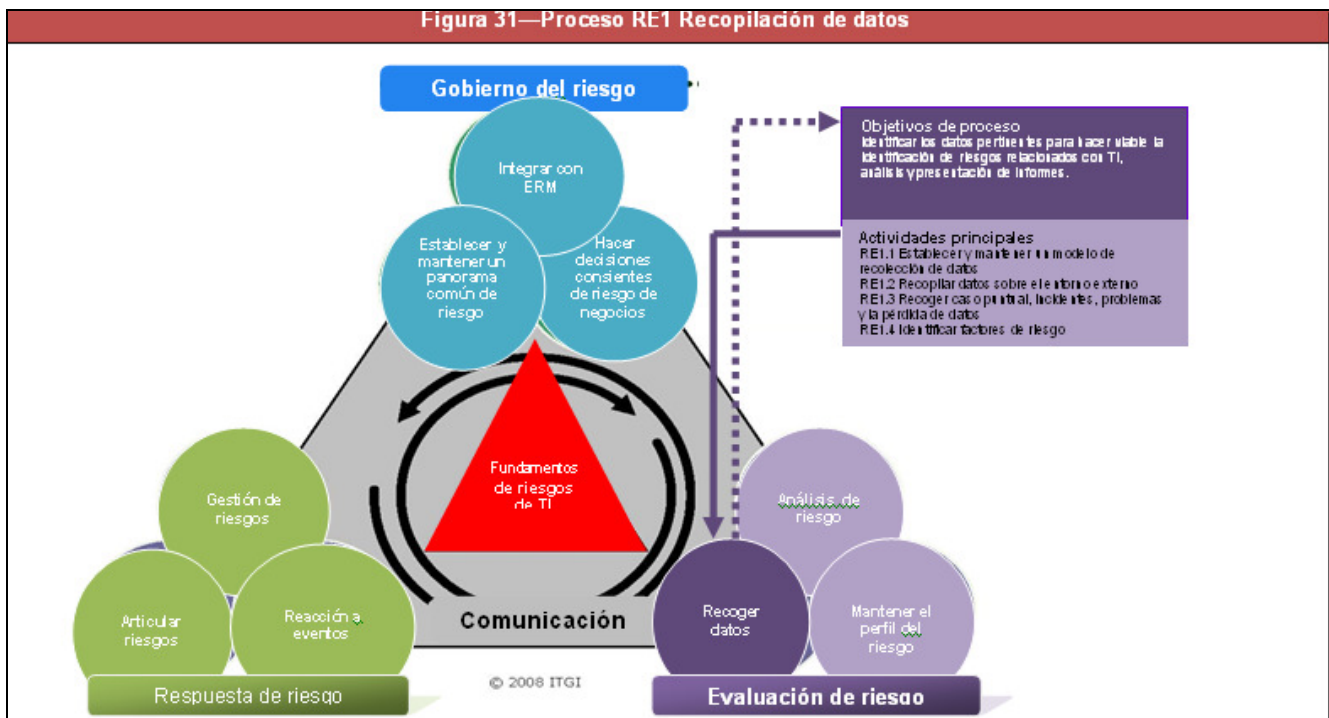 Figura 31—Proceso RE1 Recopilación de datos
Gobierno del riesgo
Integrar con
ERM
Establecer y
mantener un
panorama
común de
riesgo
Hacer
decisiones
consientes
de riesgo de
negocios
Objetivos de proceso
Identificar los datos pertinentes para hacer viable la
identificación de riesgos relacionados con TI,
análisis y presentación de informes.
Actividades principales
RE1.1 Establecer y mantener un modelo de
recolección de datos
RE1.2 Recopilar datos sobre el entorno externo
RE1.3 Recoger caso puntual, incidentes, problemas
y la pérdida de datos
RE1.4 Identificar factores de riesgo
Fundamentos
de riesgos
de TI
Gestión de
riesgos
Articular
riesgos
Reacción a
eventos
Comunicación
Análisis de
riesgo
Recoger
datos
Mantener el
perfil del
riesgo
© 2008 ITGI
Respuesta de riesgo
Evaluación de riesgo